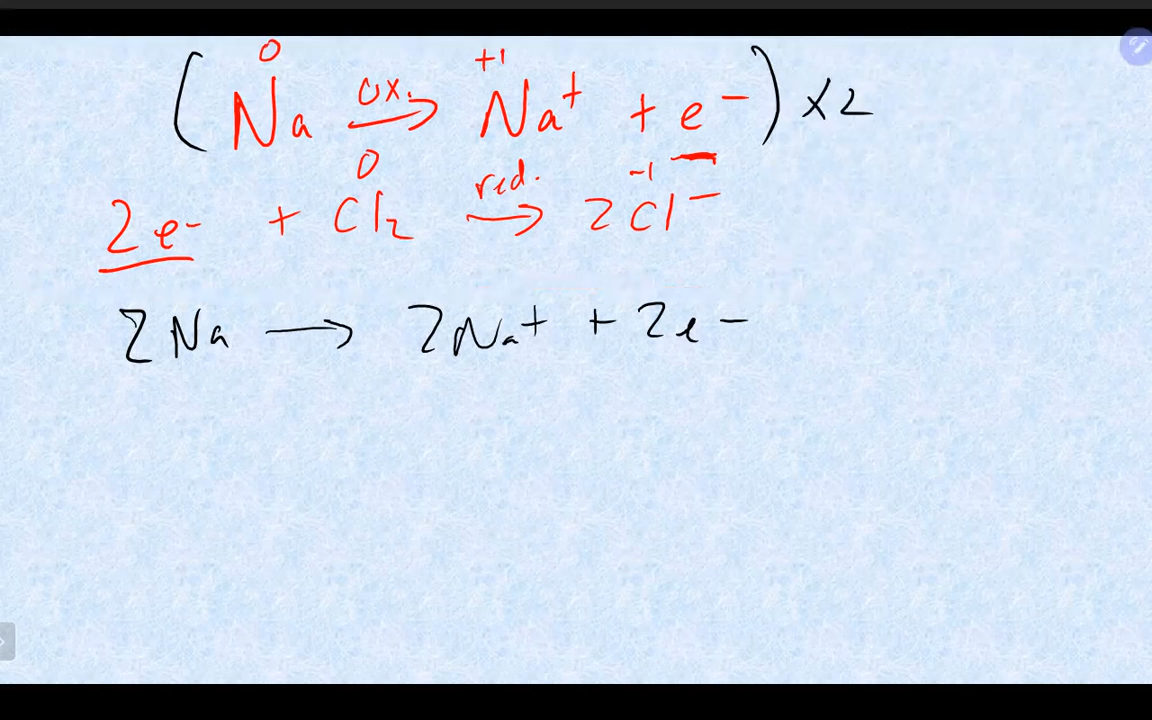 0 +1
( Na ox. → Na⁺ + e⁻ ) x2
0 red. -1
2e⁻ + Cl₂ → 2Cl⁻
2Na → 2Na⁺ + 2e⁻